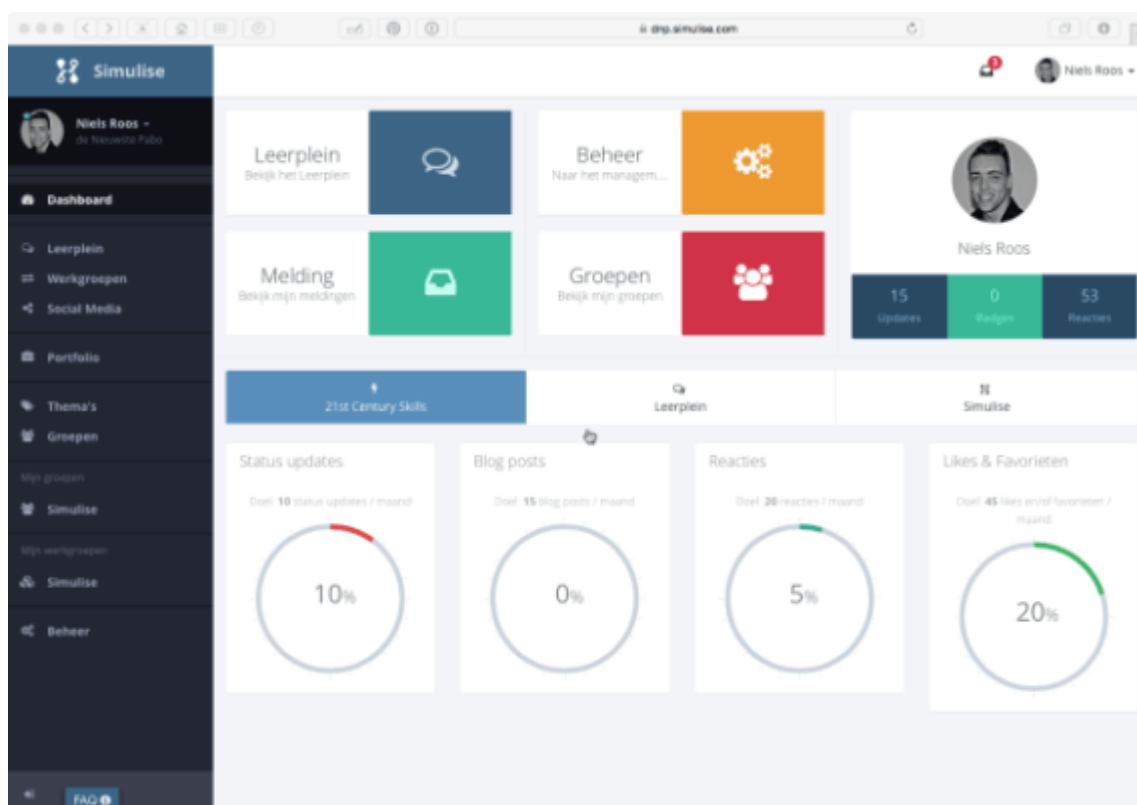 dnp.simulise.com
Simulise
3
Niels Roos
Niels Roos
de Nieuwste Pabo
Dashboard
Leerplein
Werkgroepen
Social Media
Portfolio
Thema's
Groepen
Mijn groepen
Simulise
Mijn werkgroepen
Simulise
Beheer
FAQ
Leerplein
Bekijk het Leerplein
Beheer
Naar het managem...
Melding
Bekijk mijn meldingen
Groepen
Bekijk mijn groepen
Niels Roos
15
Updates
0
Badges
53
Reacties
21st Century Skills
Leerplein
Simulise
Status updates
Doel: 10 status updates / maand
10%
Blog posts
Doel: 15 blog posts / maand
0%
Reacties
Doel: 20 reacties / maand
5%
Likes & Favorieten
Doel: 45 likes en/of favorieten /
maand
20%